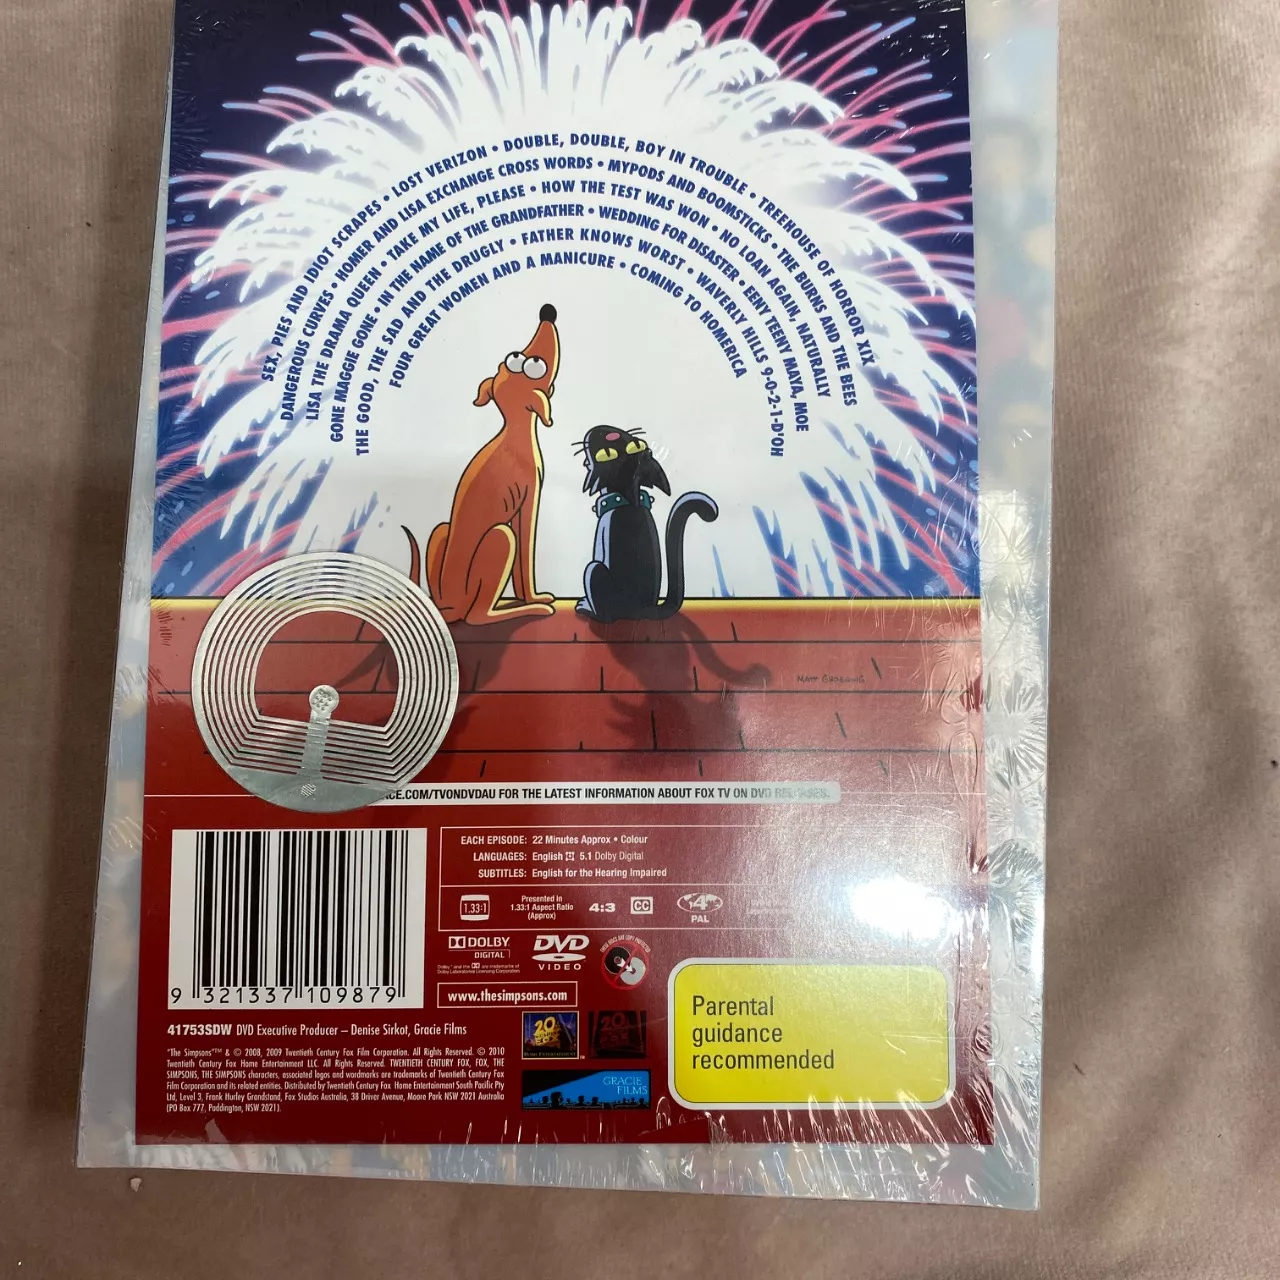 SEX, PIES AND IDIOT SCRAPES • LOST VERIZON • DOUBLE, DOUBLE, BOY IN TROUBLE • TREEHOUSE OF HORROR XIX
DANGEROUS CURVES • HOMER AND LISA EXCHANGE CROSS WORDS • MYPODS AND BOOMSTICKS • THE BURNS AND THE BEES
LISA THE DRAMA QUEEN • TAKE MY LIFE, PLEASE • HOW THE TEST WAS WON • NO LOAN AGAIN, NATURALLY
GONE MAGGIE GONE • IN THE NAME OF THE GRANDFATHER • WEDDING FOR DISASTER • EENY TEENY MAYA, MOE
THE GOOD, THE SAD AND THE DRUGLY • FATHER KNOWS WORST • WAVERLY HILLS 9-0-2-1-D'OH
FOUR GREAT WOMEN AND A MANICURE • COMING TO HOMERICA
MATT GROENING
ACE.COM/TVONDVDAU FOR THE LATEST INFORMATION ABOUT FOX TV ON DVD RELEASES.
EACH EPISODE: 22 Minutes Approx • Colour
LANGUAGES: English 5.1 Dolby Digital
SUBTITLES: English for the Hearing Impaired
1.33:1
Presented in
1.33:1 Aspect Ratio
(Approx)
4:3
CC
4
PAL
DOLBY
DIGITAL
DVD
VIDEO
THESE DISCS ARE COPY PROTECTED
9 321337 109879
www.thesimpsons.com
Parental
guidance
recommended
41753SDW DVD Executive Producer – Denise Sirkot, Gracie Films
"The Simpsons"™ & © 2008, 2009 Twentieth Century Fox Film Corporation. All Rights Reserved. © 2010
Twentieth Century Fox Home Entertainment LLC. All Rights Reserved. TWENTIETH CENTURY FOX, FOX, THE
SIMPSONS, THE SIMPSONS characters, associated logos and wordmarks are trademarks of Twentieth Century Fox
Film Corporation and its related entities. Distributed by Twentieth Century Fox Home Entertainment South Pacific Pty
Ltd, Level 3, Frank Hurley Grandstand, Fox Studios Australia, 38 Driver Avenue, Moore Park NSW 2021 Australia
(PO Box 777, Paddington, NSW 2021).
20
GRACIE
FILMS